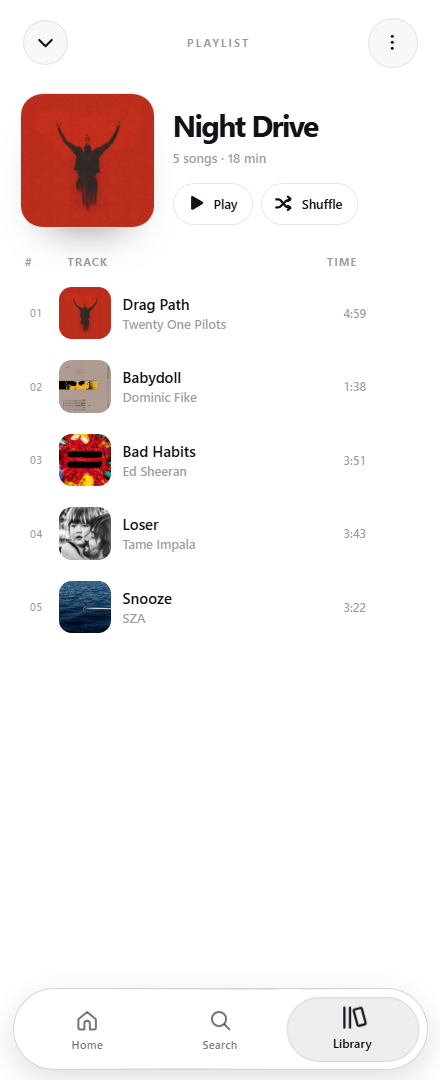 PLAYLIST
Night Drive
5 songs · 18 min
Play
Shuffle
# TRACK TIME
01 Drag Path 4:59
Twenty One Pilots
02 Babydoll 1:38
Dominic Fike
03 Bad Habits 3:51
Ed Sheeran
04 Loser 3:43
Tame Impala
05 Snooze 3:22
SZA
Home
Search
Library